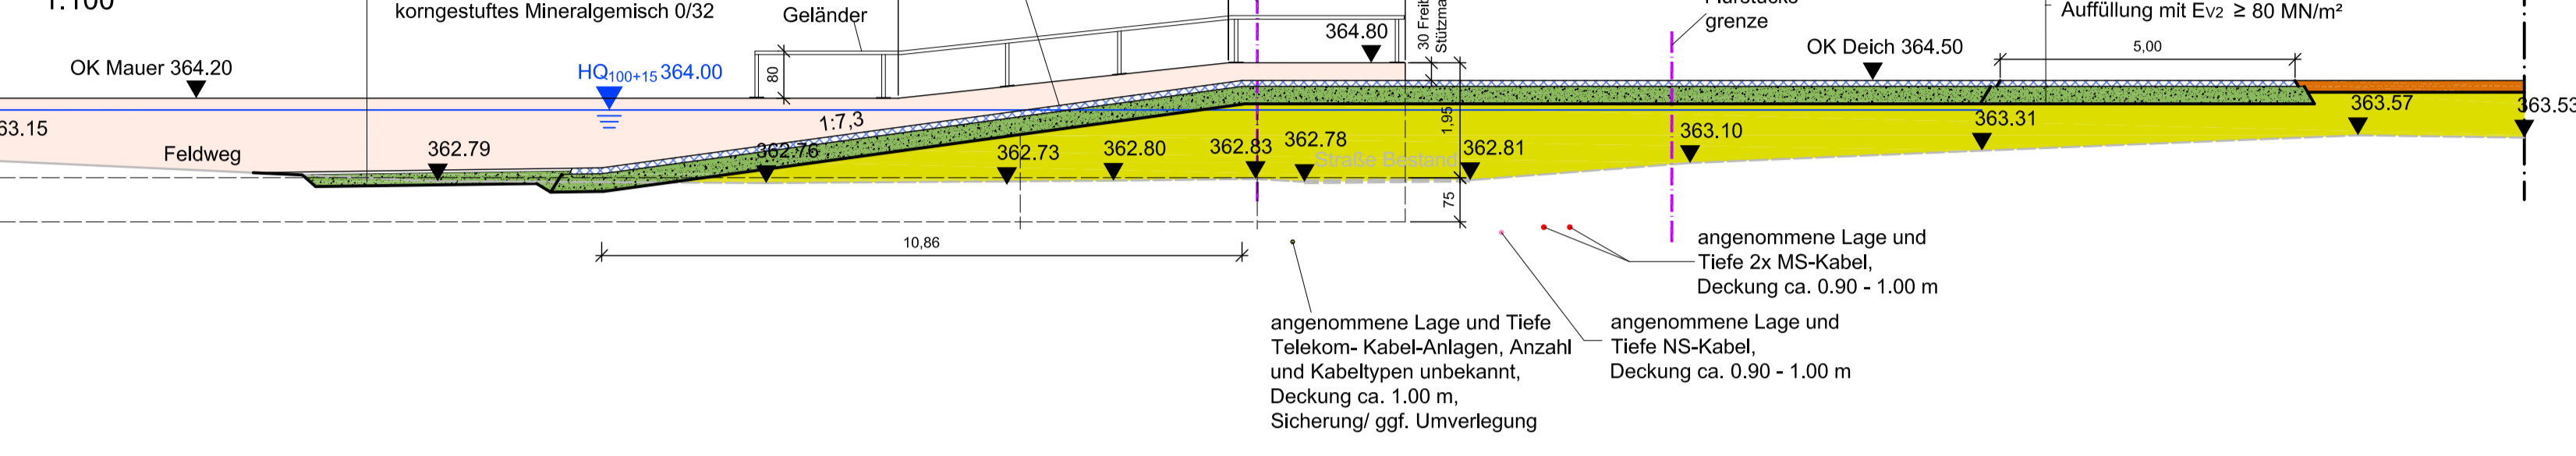 1:100
korngestuftes Mineralgemisch 0/32
Geländer
364.80
30 Freib
Stützma
grenze
Auffüllung mit EV2 ≥ 80 MN/m²
OK Mauer 364.20
HQ100+15 364.00
80
OK Deich 364.50
5,00
63.15
Feldweg
362.79
1:7,3
362.76
362.73
362.80
362.83
362.78
Straße Bestand
1,95
362.81
363.10
363.31
363.57
363.53
75
10,86
angenommene Lage und
Tiefe 2x MS-Kabel,
Deckung ca. 0.90 - 1.00 m
angenommene Lage und Tiefe
Telekom- Kabel-Anlagen, Anzahl
und Kabeltypen unbekannt,
Deckung ca. 1.00 m,
Sicherung/ ggf. Umverlegung
angenommene Lage und
Tiefe NS-Kabel,
Deckung ca. 0.90 - 1.00 m